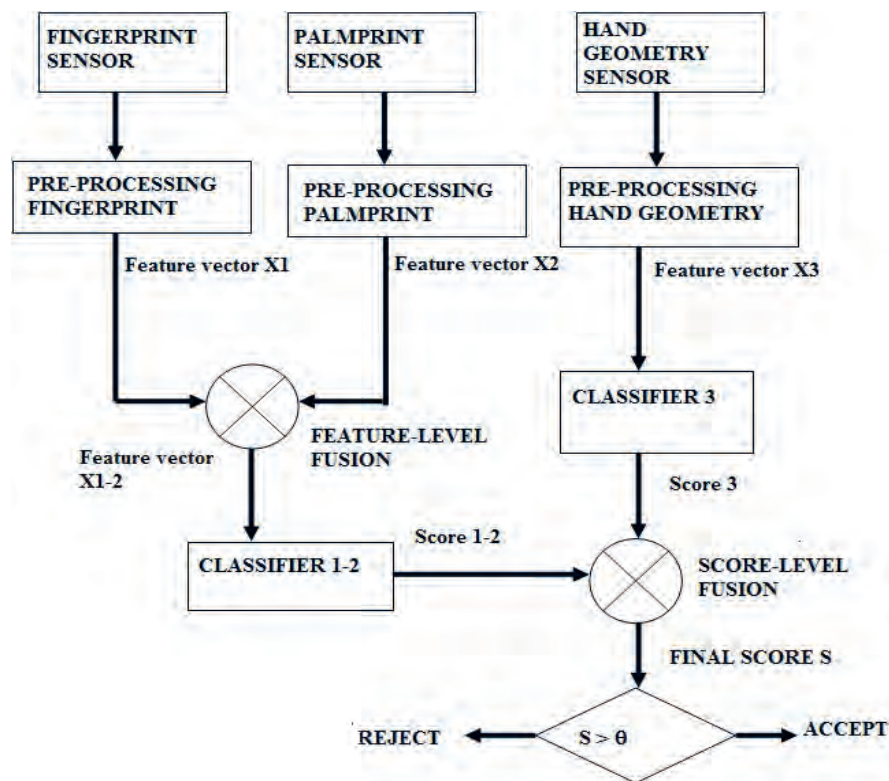 FINGERPRINT
SENSOR
PALMPRINT
SENSOR
HAND
GEOMETRY
SENSOR
PRE-PROCESSING
FINGERPRINT
PRE-PROCESSING
PALMPRINT
PRE-PROCESSING
HAND GEOMETRY
Feature vector X1
Feature vector X2
Feature vector X3
CLASSIFIER 3
FEATURE-LEVEL
FUSION
Feature vector
X1-2
Score 3
Score 1-2
CLASSIFIER 1-2
SCORE-LEVEL
FUSION
FINAL SCORE S
REJECT
S > θ
ACCEPT